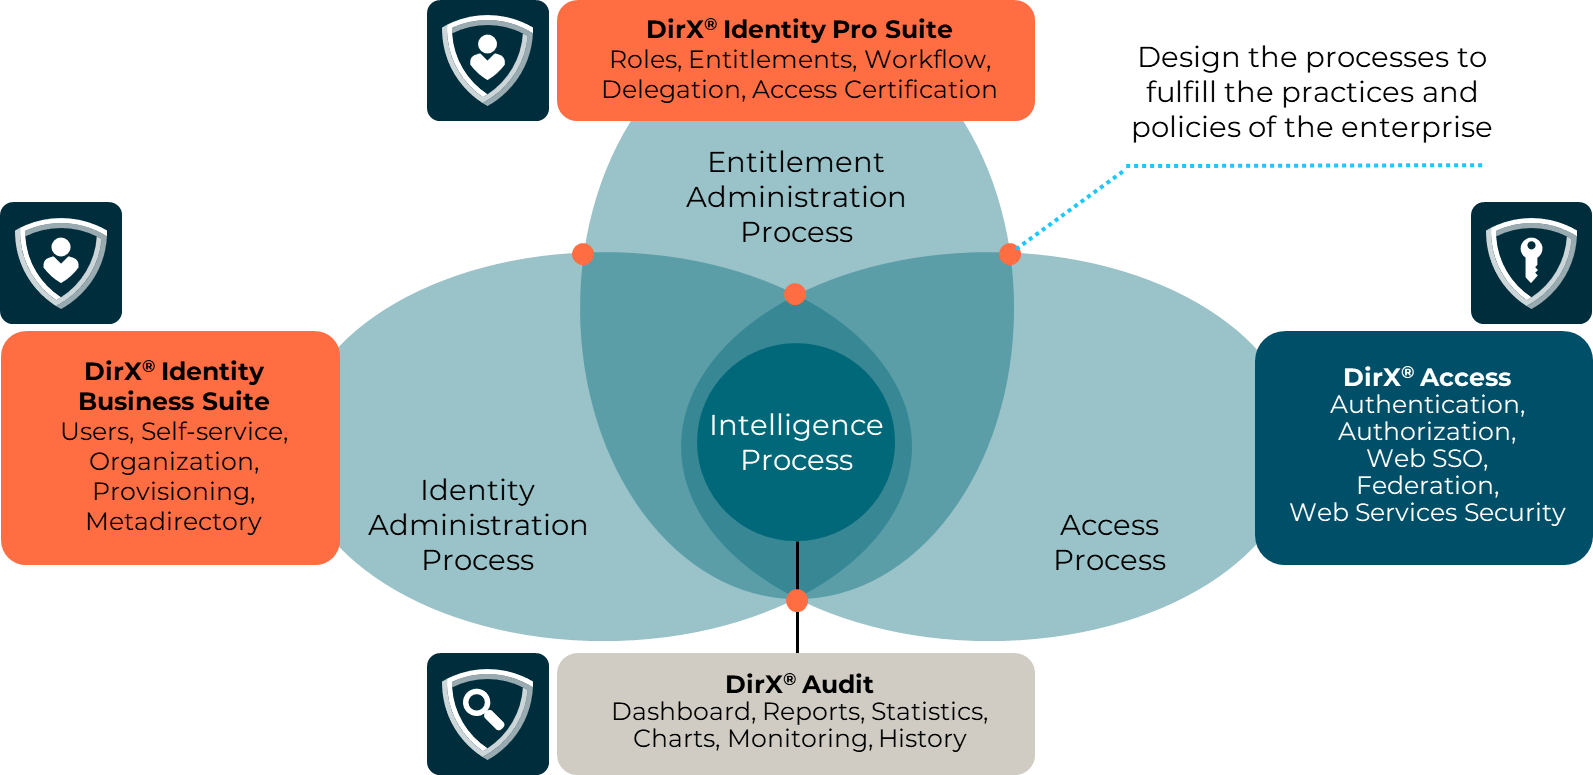 DirX® Identity Pro Suite
Roles, Entitlements, Workflow,
Delegation, Access Certification
Design the processes to
fulfill the practices and
policies of the enterprise
Entitlement
Administration
Process
DirX® Identity
Business Suite
Users, Self-service,
Organization,
Provisioning,
Metadirectory
Intelligence
Process
DirX® Access
Authentication,
Authorization,
Web SSO,
Federation,
Web Services Security
Identity
Administration
Process
Access
Process
DirX® Audit
Dashboard, Reports, Statistics,
Charts, Monitoring, History